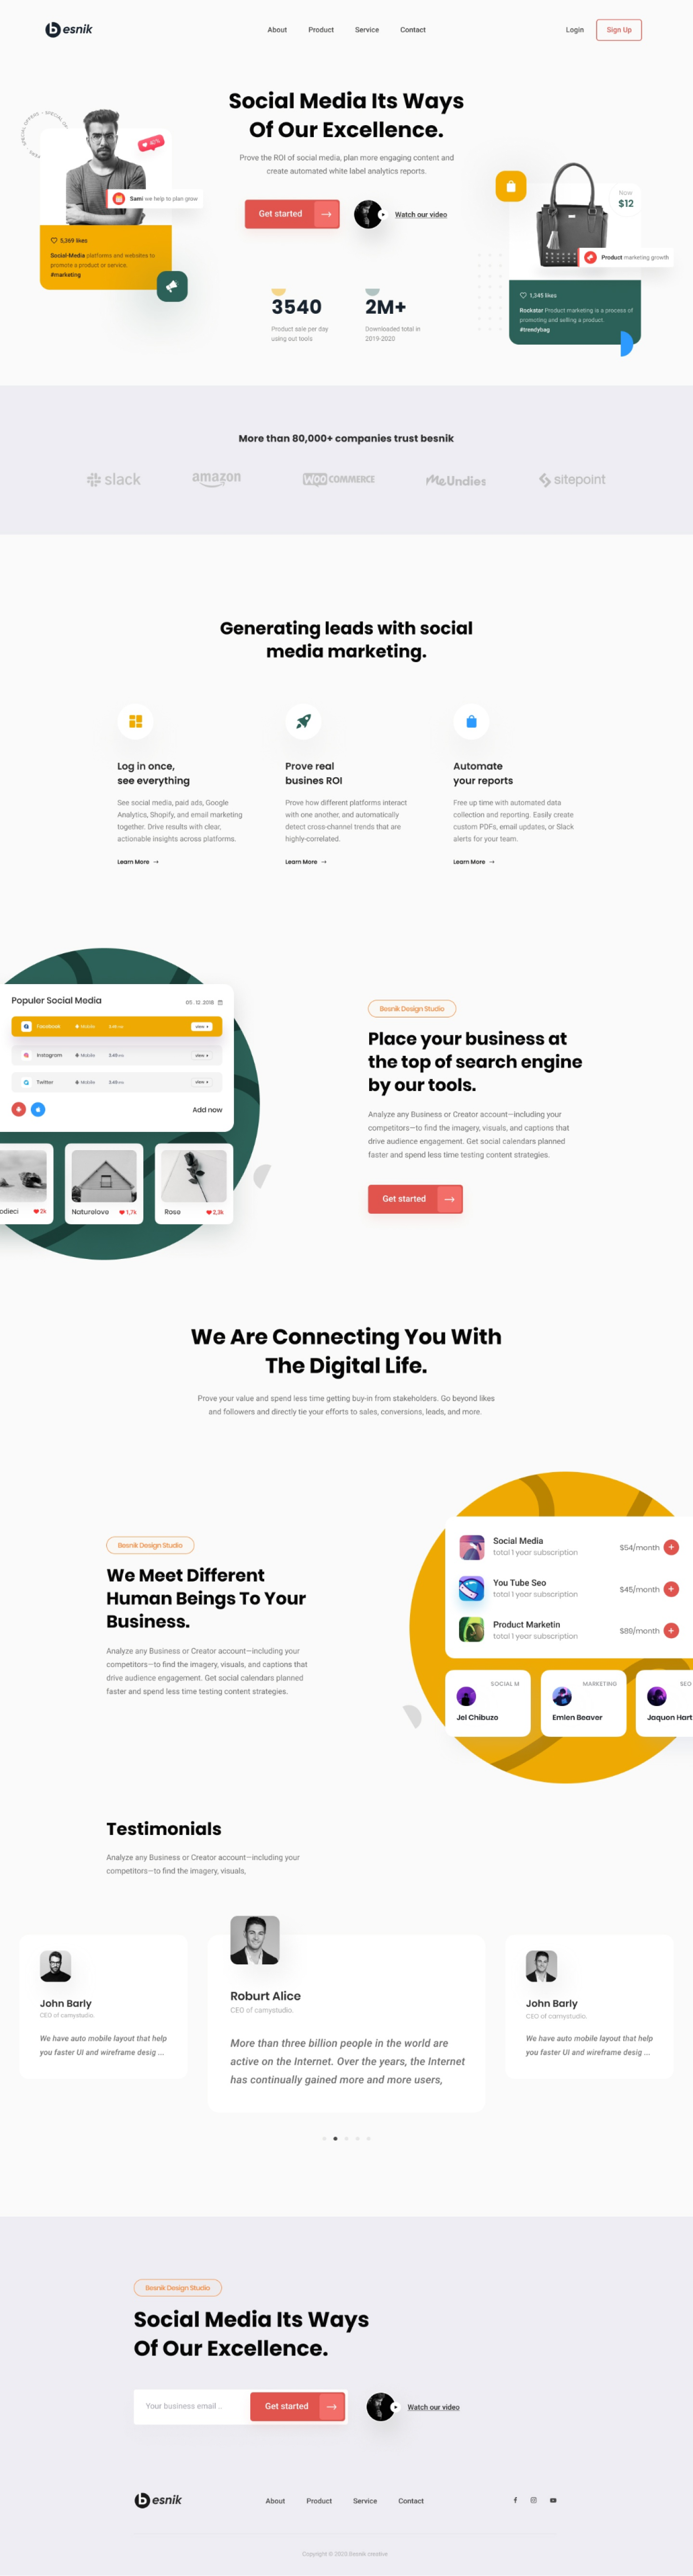 besnik
About Product Service Contact
Login Sign Up
Social Media Its Ways
Of Our Excellence.
Prove the ROI of social media, plan more engaging content and
create automated white label analytics reports.
Get started
Watch our video
SPECIAL OFFERS - SPECIAL
Sami we help to plan grow
5,369 likes
Social-Media platforms and websites to
promote a product or service.
#marketing
3540
Product sale per day
using out tools
2M+
Downloaded total in
2019-2020
Now
$12
Product marketing growth
1,345 likes
Rockstar Product marketing is a process of
promoting and selling a product.
#trendybag
More than 80,000+ companies trust besnik
slack
amazon
WOO COMMERCE
MeUndies
sitepoint
Generating leads with social
media marketing.
Log in once,
see everything
See social media, paid ads, Google
Analytics, Shopify, and email marketing
together. Drive results with clear,
actionable insights across platforms.
Learn More
Prove real
busines ROI
Prove how different platforms interact
with one another, and automatically
detect cross-channel trends that are
highly-correlated.
Learn More
Automate
your reports
Free up time with automated data
collection and reporting. Easily create
custom PDFs, email updates, or Slack
alerts for your team.
Learn More
Populer Social Media
05. 12. 2018
Facebook Mobile view
Instagram Mobile view
Twitter Mobile view
Add now
odieci 2k
Naturelove 1,7k
Rose 2,3k
Besnik Design Studio
Place your business at
the top of search engine
by our tools.
Analyze any Business or Creator account—including your
competitors—to find the imagery, visuals, and captions that
drive audience engagement. Get social calendars planned
faster and spend less time testing content strategies.
Get started
We Are Connecting You With
The Digital Life.
Prove your value and spend less time getting buy-in from stakeholders. Go beyond likes
and followers and directly tie your efforts to sales, conversions, leads, and more.
Besnik Design Studio
We Meet Different
Human Beings To Your
Business.
Analyze any Business or Creator account—including your
competitors—to find the imagery, visuals, and captions that
drive audience engagement. Get social calendars planned
faster and spend less time testing content strategies.
Social Media
total 1 year subscription
$54/month
You Tube Seo
total 1 year subscription
$45/month
Product Marketin
total 1 year subscription
$89/month
SOCIAL M
Jel Chibuzo
MARKETING
Emlen Beaver
SEO
Jaquon Hart
Testimonials
Analyze any Business or Creator account—including your
competitors—to find the imagery, visuals,
John Barly
CEO of camystudio.
We have auto mobile layout that help
you faster UI and wireframe desig ...
Roburt Alice
CEO of camystudio.
More than three billion people in the world are
active on the Internet. Over the years, the Internet
has continually gained more and more users,
John Barly
CEO of camystudio.
We have auto mobile layout that help
you faster UI and wireframe desig ...
Besnik Design Studio
Social Media Its Ways
Of Our Excellence.
Your business email ..
Get started
Watch our video
besnik
About Product Service Contact
Copyright © 2023 Besnik creative